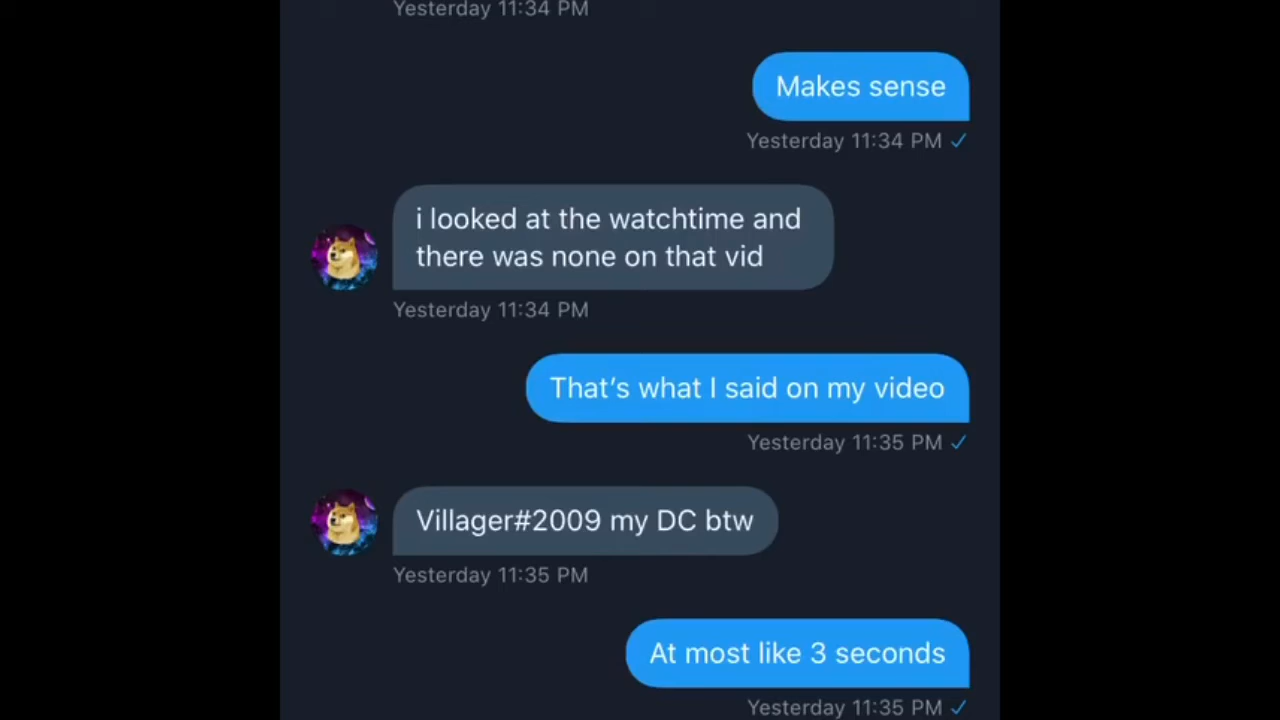 Yesterday 11:34 PM
Makes sense
Yesterday 11:34 PM ✓
i looked at the watchtime and
there was none on that vid
Yesterday 11:34 PM
That’s what I said on my video
Yesterday 11:35 PM ✓
Villager#2009 my DC btw
Yesterday 11:35 PM
At most like 3 seconds
Yesterday 11:35 PM ✓